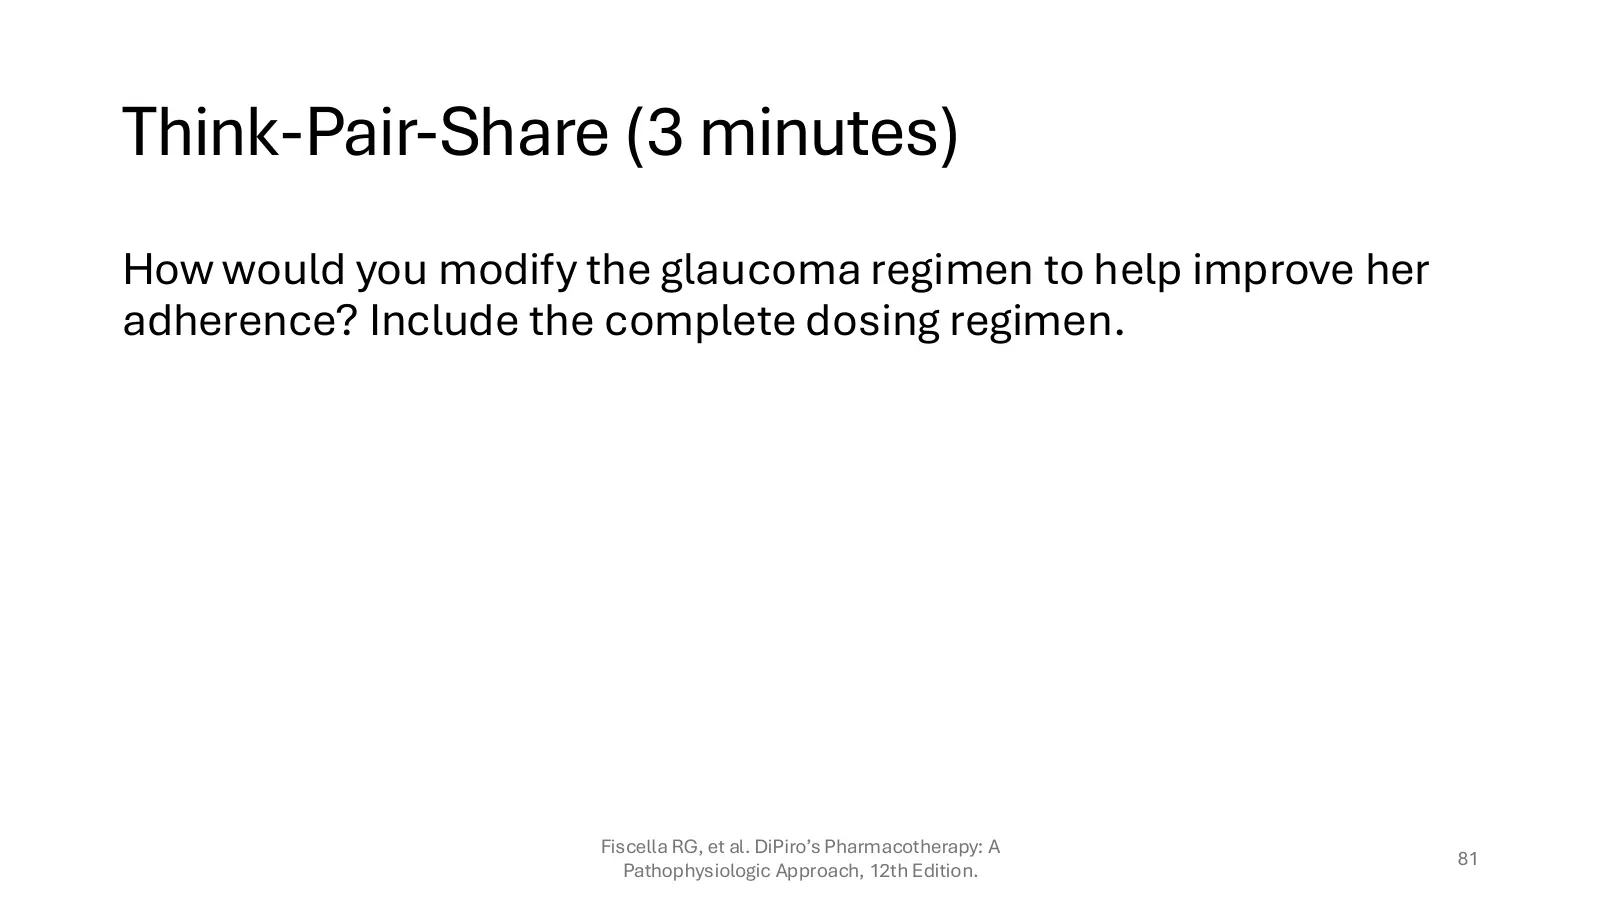 Think-Pair-Share (3 minutes)
How would you modify the glaucoma regimen to help improve her
adherence? Include the complete dosing regimen.
Fiscella RG, et al. DiPiro’s Pharmacotherapy: A
Pathophysiologic Approach, 12th Edition.
81